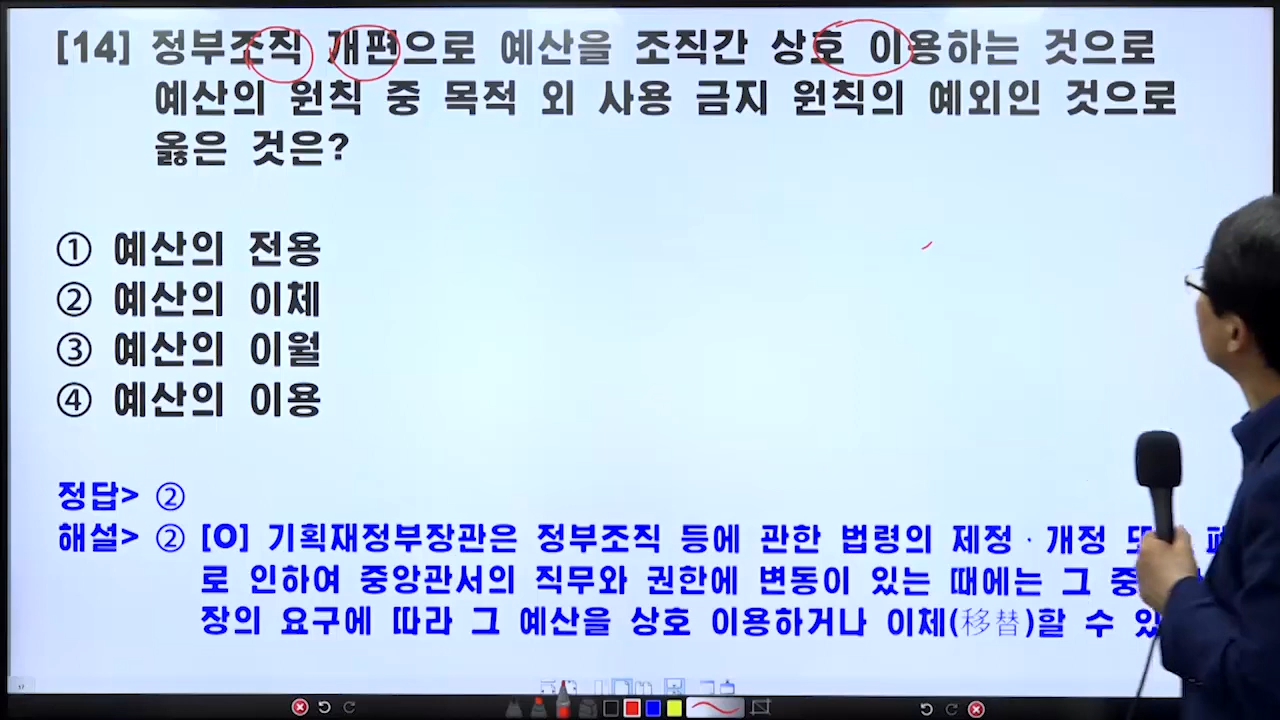 [14] 정부조직 개편으로 예산을 조직간 상호 이용하는 것으로
예산의 원칙 중 목적 외 사용 금지 원칙의 예외인 것으로
옳은 것은?
① 예산의 전용
② 예산의 이체
③ 예산의 이월
④ 예산의 이용
정답> ②
해설> ② [O] 기획재정부장관은 정부조직 등에 관한 법령의 제정·개정
로 인하여 중앙관서의 직무와 권한에 변동이 있는 때에는 그
장의 요구에 따라 그 예산을 상호 이용하거나 이체(移替)할 수